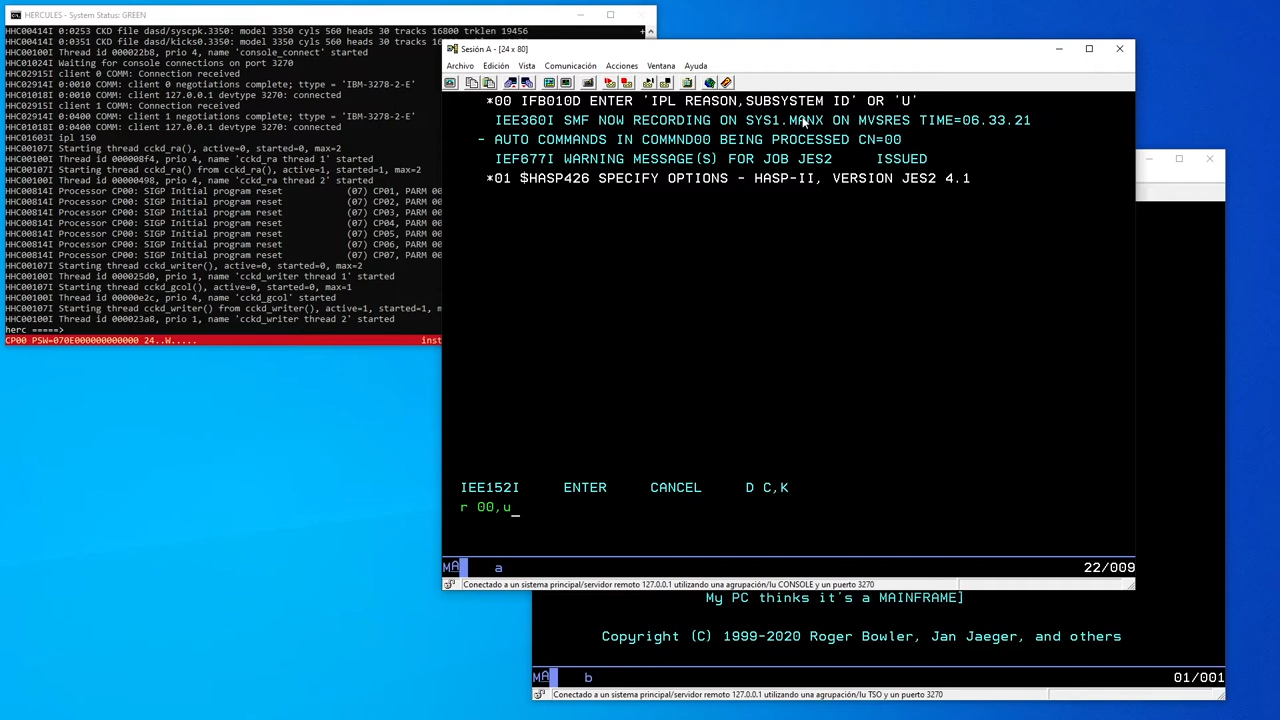 HERCULES - System Status: GREEN
HHC00414I 0:0253 CKD file dasd/syscpk.3350: model 3350 cyls 560 heads 30 tracks 16800 trklen 19456
HHC00414I 0:0351 CKD file dasd/kicks0.3350: model 3350 cyls 560 heads 30 tr
HHC00100I Thread id 000022b8, prio 4, name 'console_connect' started
HHC01024I Waiting for console connections on port 3270
HHC02915I client 0 COMM: Connection received
HHC02915I 0:0010 COMM: client 0 negotiations complete; ttype = 'IBM-3278-2-E'
HHC01018I 0:0010 COMM: client 127.0.0.1 devtype 3270: connected
HHC02915I client 1 COMM: Connection received
HHC02915I 0:0400 COMM: client 1 negotiations complete; ttype = 'IBM-3278-2-E'
HHC01018I 0:0400 COMM: client 127.0.0.1 devtype 3270: connected
HHC01603I ipl 150
HHC00107I Starting thread cckd_ra(), active=0, started=0, max=2
HHC00100I Thread id 000008f4, prio 4, name 'cckd_ra thread 1' started
HHC00107I Starting thread cckd_ra() from cckd_ra(), active=1, started=1, max=
HHC00100I Thread id 00000498, prio 4, name 'cckd_ra thread 2' started
HHC00814I Processor CP00: SIGP Initial program reset (07) CP01, PARM 00
HHC00814I Processor CP00: SIGP Initial program reset (07) CP02, PARM 00
HHC00814I Processor CP00: SIGP Initial program reset (07) CP03, PARM 00
HHC00814I Processor CP00: SIGP Initial program reset (07) CP04, PARM 00
HHC00814I Processor CP00: SIGP Initial program reset (07) CP05, PARM 00
HHC00814I Processor CP00: SIGP Initial program reset (07) CP06, PARM 00
HHC00814I Processor CP00: SIGP Initial program reset (07) CP07, PARM 00
HHC00107I Starting thread cckd_writer(), active=0, started=0, max=2
HHC00100I Thread id 000025d0, prio 1, name 'cckd_writer thread 1' started
HHC00107I Starting thread cckd_gcol(), active=0, started=0, max=1
HHC00100I Thread id 00000e2c, prio 4, name 'cckd_gcol' started
HHC00107I Starting thread cckd_writer() from cckd_writer(), active=1, started=1, m
HHC00100I Thread id 000023a8, prio 1, name 'cckd_writer thread 2' started
herc =====>
CP00 PSW=070E000000000000 24..W..... inst
Sesión A - [24 x 80]
Archivo Edición Vista Comunicación Acciones Ventana Ayuda
*00 IFB010D ENTER 'IPL REASON,SUBSYSTEM ID' OR 'U'
IEE360I SMF NOW RECORDING ON SYS1.MANX ON MVSRES TIME=06.33.21
- AUTO COMMANDS IN COMMND00 BEING PROCESSED CN=00
IEF677I WARNING MESSAGE(S) FOR JOB JES2 ISSUED
*01 $HASP426 SPECIFY OPTIONS - HASP-II, VERSION JES2 4.1
IEE152I ENTER CANCEL D C,K
r 00,u_
MA a 22/009
Conectado a un sistema principal/servidor remoto 127.0.0.1 utilizando una agrupación/lu CONSOLE y un puerto 3270
My PC thinks it's a MAINFRAME]
Copyright (C) 1999-2020 Roger Bowler, Jan Jaeger, and others
MA b 01/001
Conectado a un sistema principal/servidor remoto 127.0.0.1 utilizando una agrupación/lu TSO y un puerto 3270